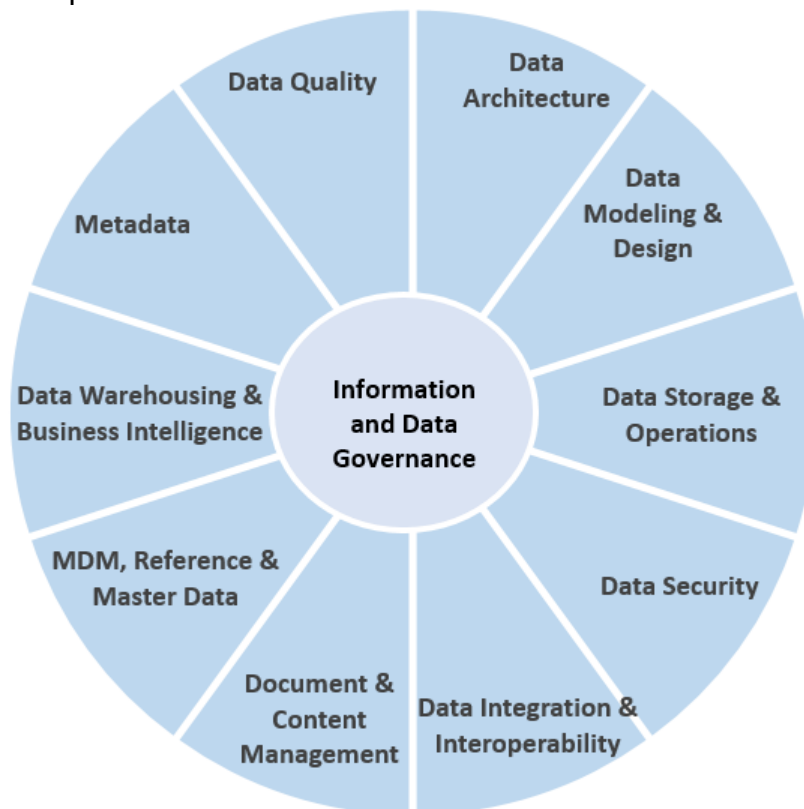 Data Quality
Data
Architecture
Data
Modeling &
Design
Metadata
Data Warehousing &
Business Intelligence
Information
and Data
Governance
Data Storage &
Operations
MDM, Reference &
Master Data
Data Security
Document &
Content
Management
Data Integration &
Interoperability